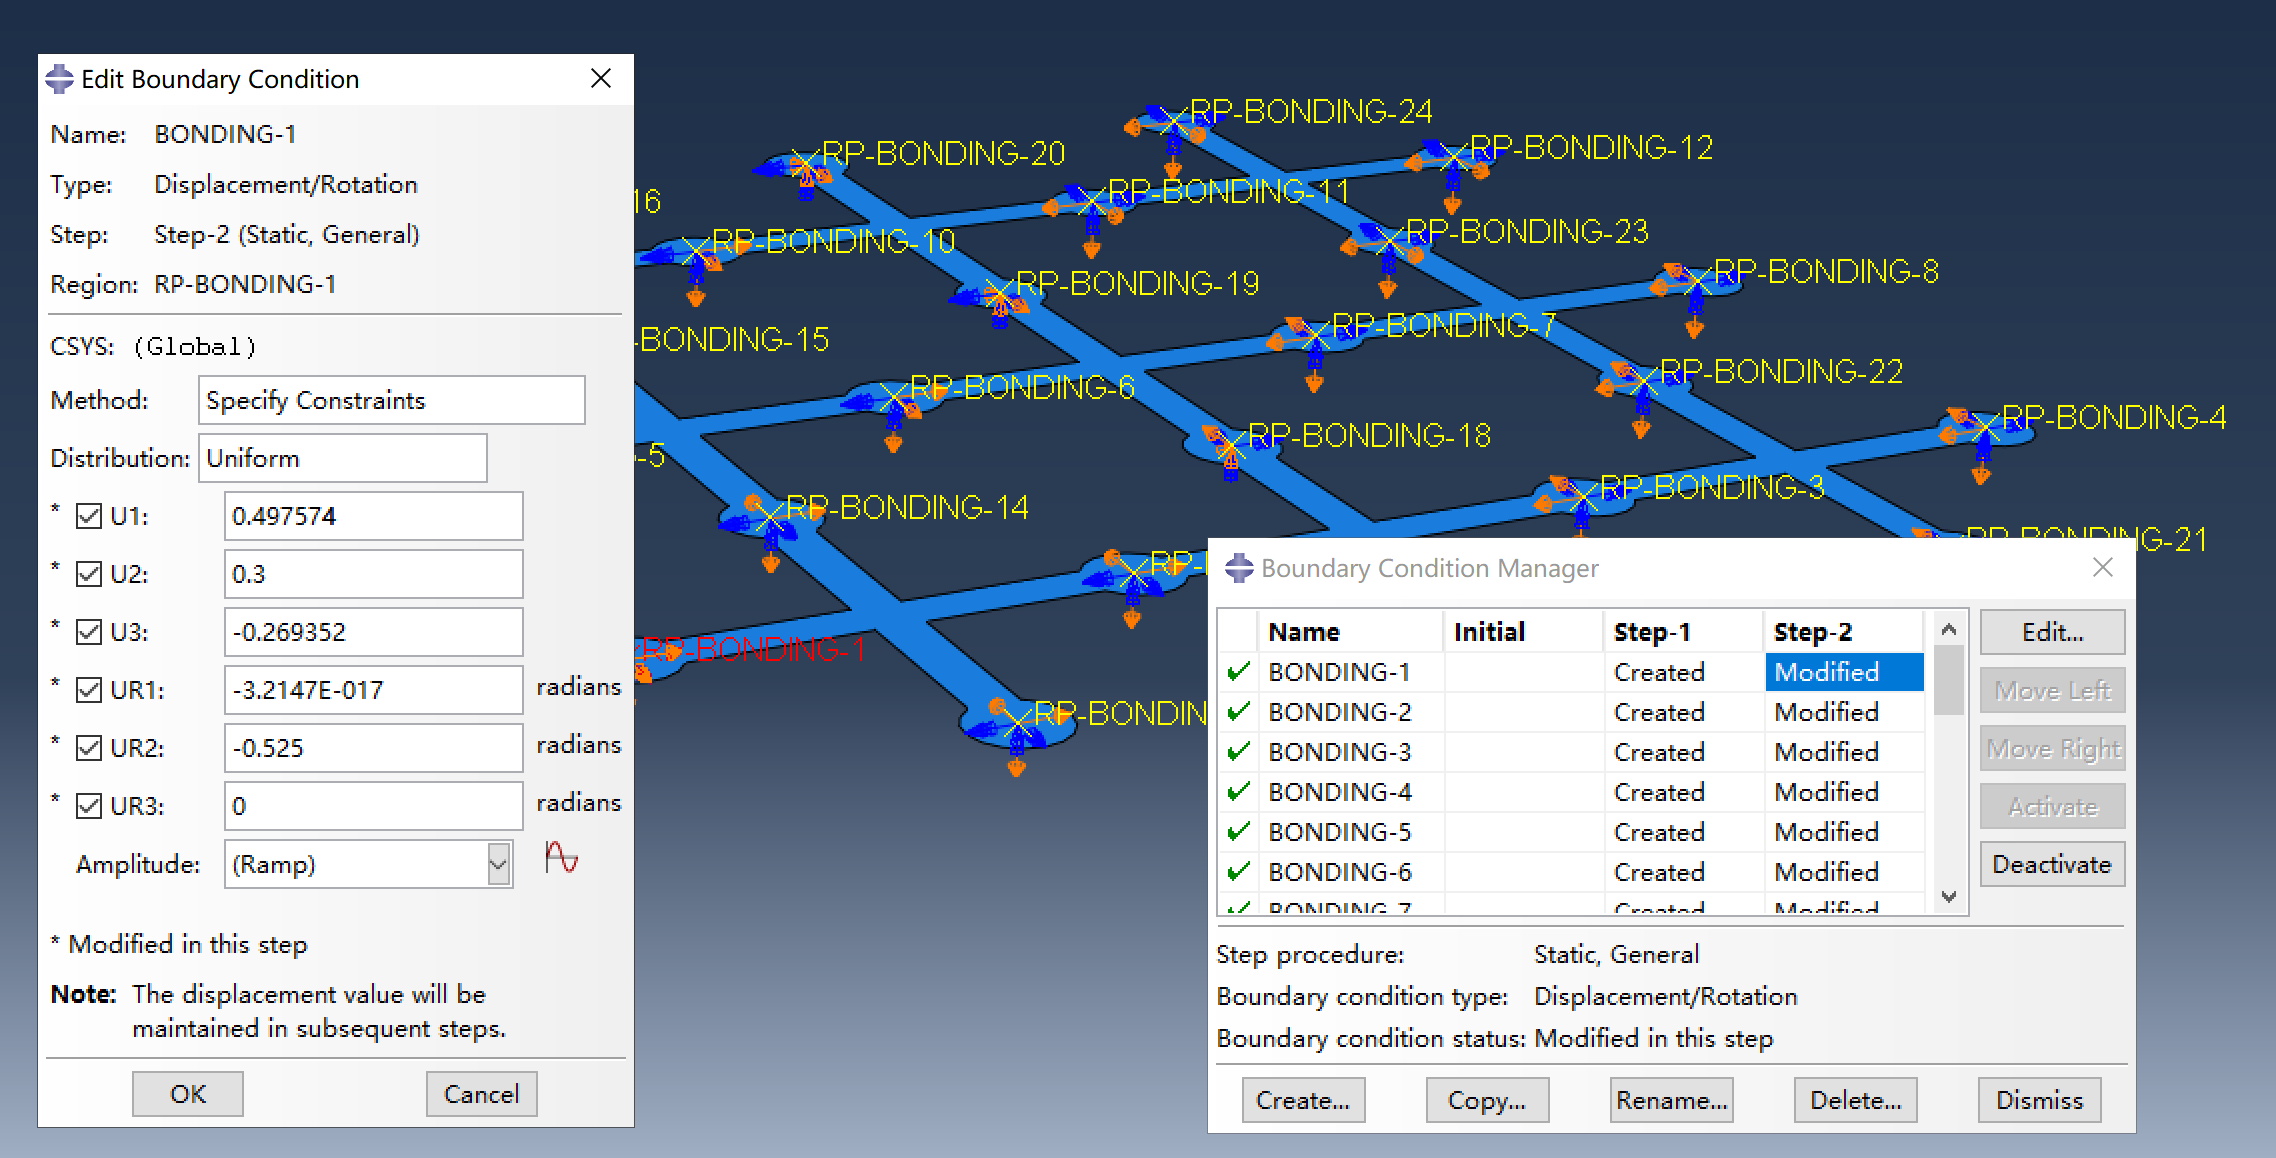 Edit Boundary Condition
Name: BONDING-1
Type: Displacement/Rotation
Step: Step-2 (Static, General)
Region: RP-BONDING-1
CSYS: (Global)
Method: Specify Constraints
Distribution: Uniform
* U1: 0.497574
* U2: 0.3
* U3: -0.269352
* UR1: -3.2147E-017 radians
* UR2: -0.525 radians
* UR3: 0 radians
Amplitude: (Ramp)
* Modified in this step
Note: The displacement value will be
maintained in subsequent steps.
OK Cancel
RP-BONDING-24
RP-BONDING-12
RP-BONDING-20
RP-BONDING-11
16
RP-BONDING-23
RP-BONDING-10
RP-BONDING-8
RP-BONDING-19
RP-BONDING-7
-BONDING-15
RP-BONDING-22
RP-BONDING-6
RP-BONDING-4
RP-BONDING-18
-5
RP-BONDING-3
RP-BONDING-14
RP-BONDING-21
RP-
RP-BONDING-1
RP-BONDIN
Boundary Condition Manager
Name Initial Step-1 Step-2
BONDING-1 Created Modified
BONDING-2 Created Modified
BONDING-3 Created Modified
BONDING-4 Created Modified
BONDING-5 Created Modified
BONDING-6 Created Modified
BONDING-7 Created Modified
Edit...
Move Left
Move Right
Activate
Deactivate
Step procedure: Static, General
Boundary condition type: Displacement/Rotation
Boundary condition status: Modified in this step
Create... Copy... Rename... Delete... Dismiss